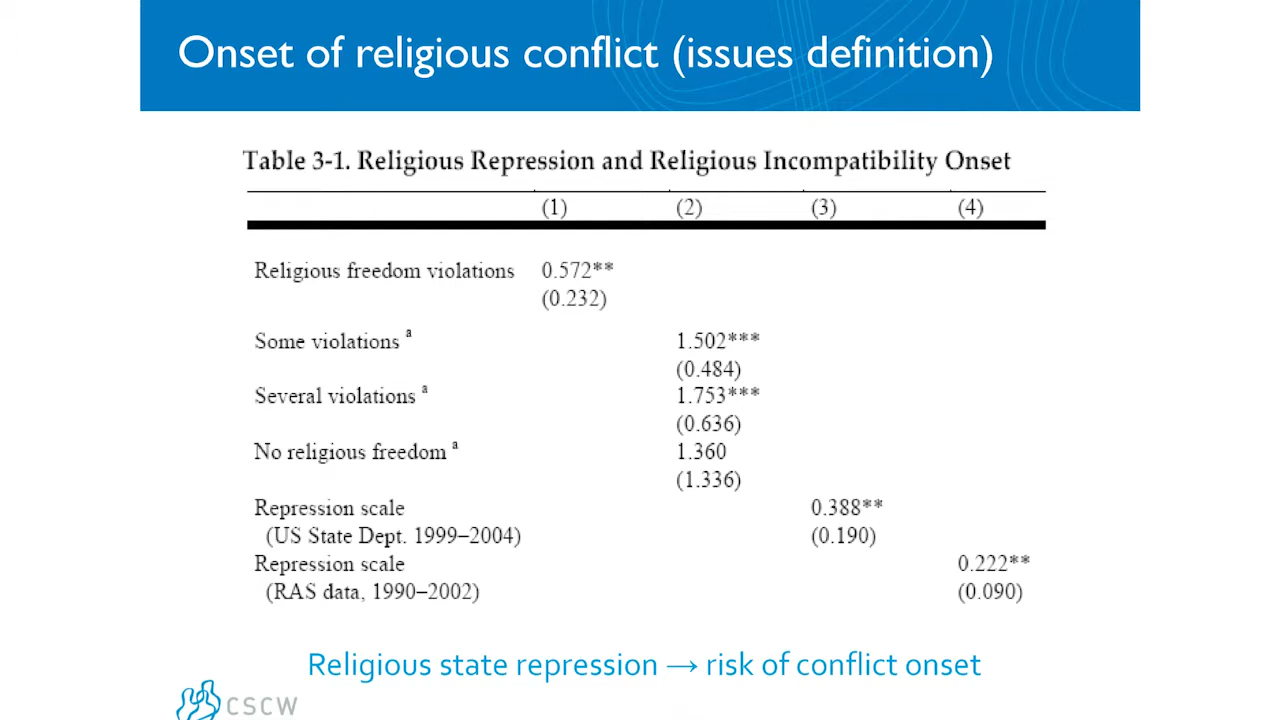 Onset of religious conflict (issues definition)
Table 3-1. Religious Repression and Religious Incompatibility Onset
(1) (2) (3) (4)
Religious freedom violations 0.572**
(0.232)
Some violations a 1.502***
(0.484)
Several violations a 1.753***
(0.636)
No religious freedom a 1.360
(1.336)
Repression scale 0.388**
(US State Dept. 1999–2004) (0.190)
Repression scale 0.222**
(RAS data, 1990–2002) (0.090)
Religious state repression → risk of conflict onset
CSCW